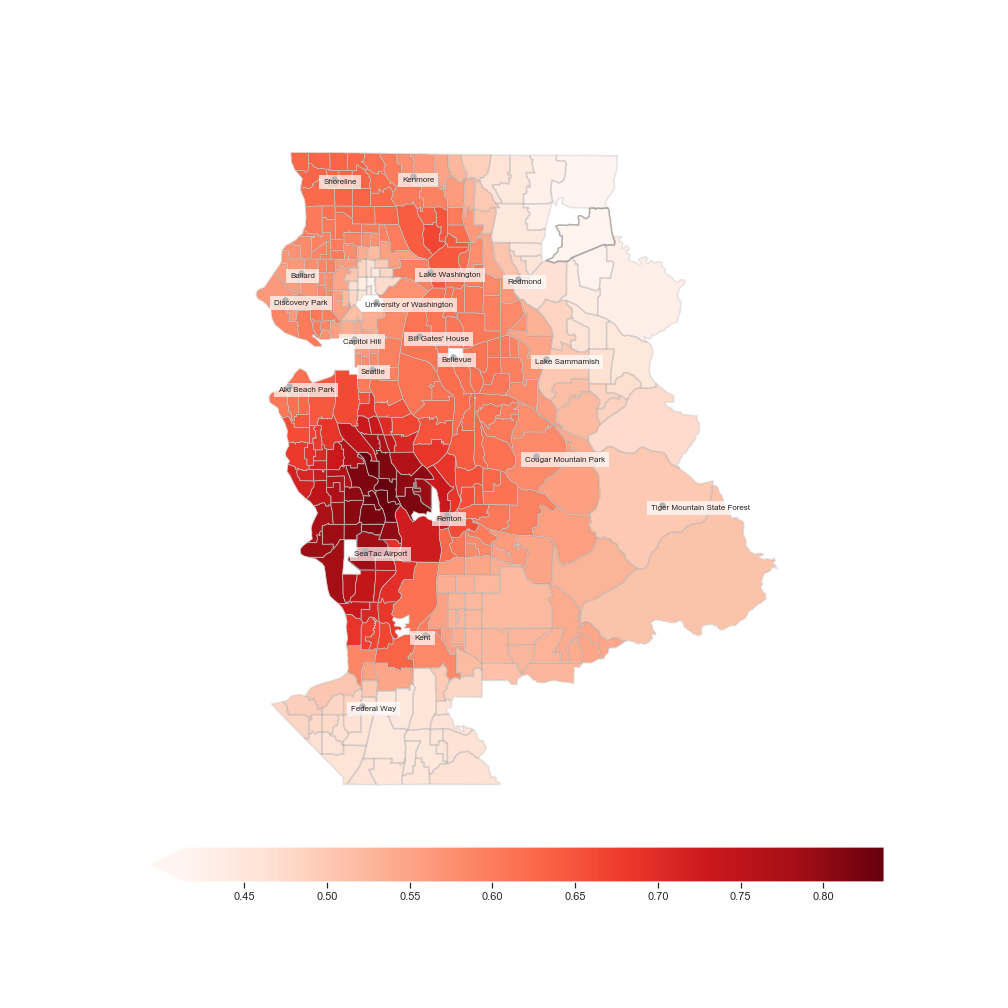 Shoreline
Kenmore
Ballard
Lake Washington
Redmond
Discovery Park
University of Washington
Capitol Hill
Bill Gates' House
Bellevue
Lake Sammamish
Seattle
Alki Beach Park
Cougar Mountain Park
Tiger Mountain State Forest
Renton
SeaTac Airport
Kent
Federal Way
0.45 0.50 0.55 0.60 0.65 0.70 0.75 0.80